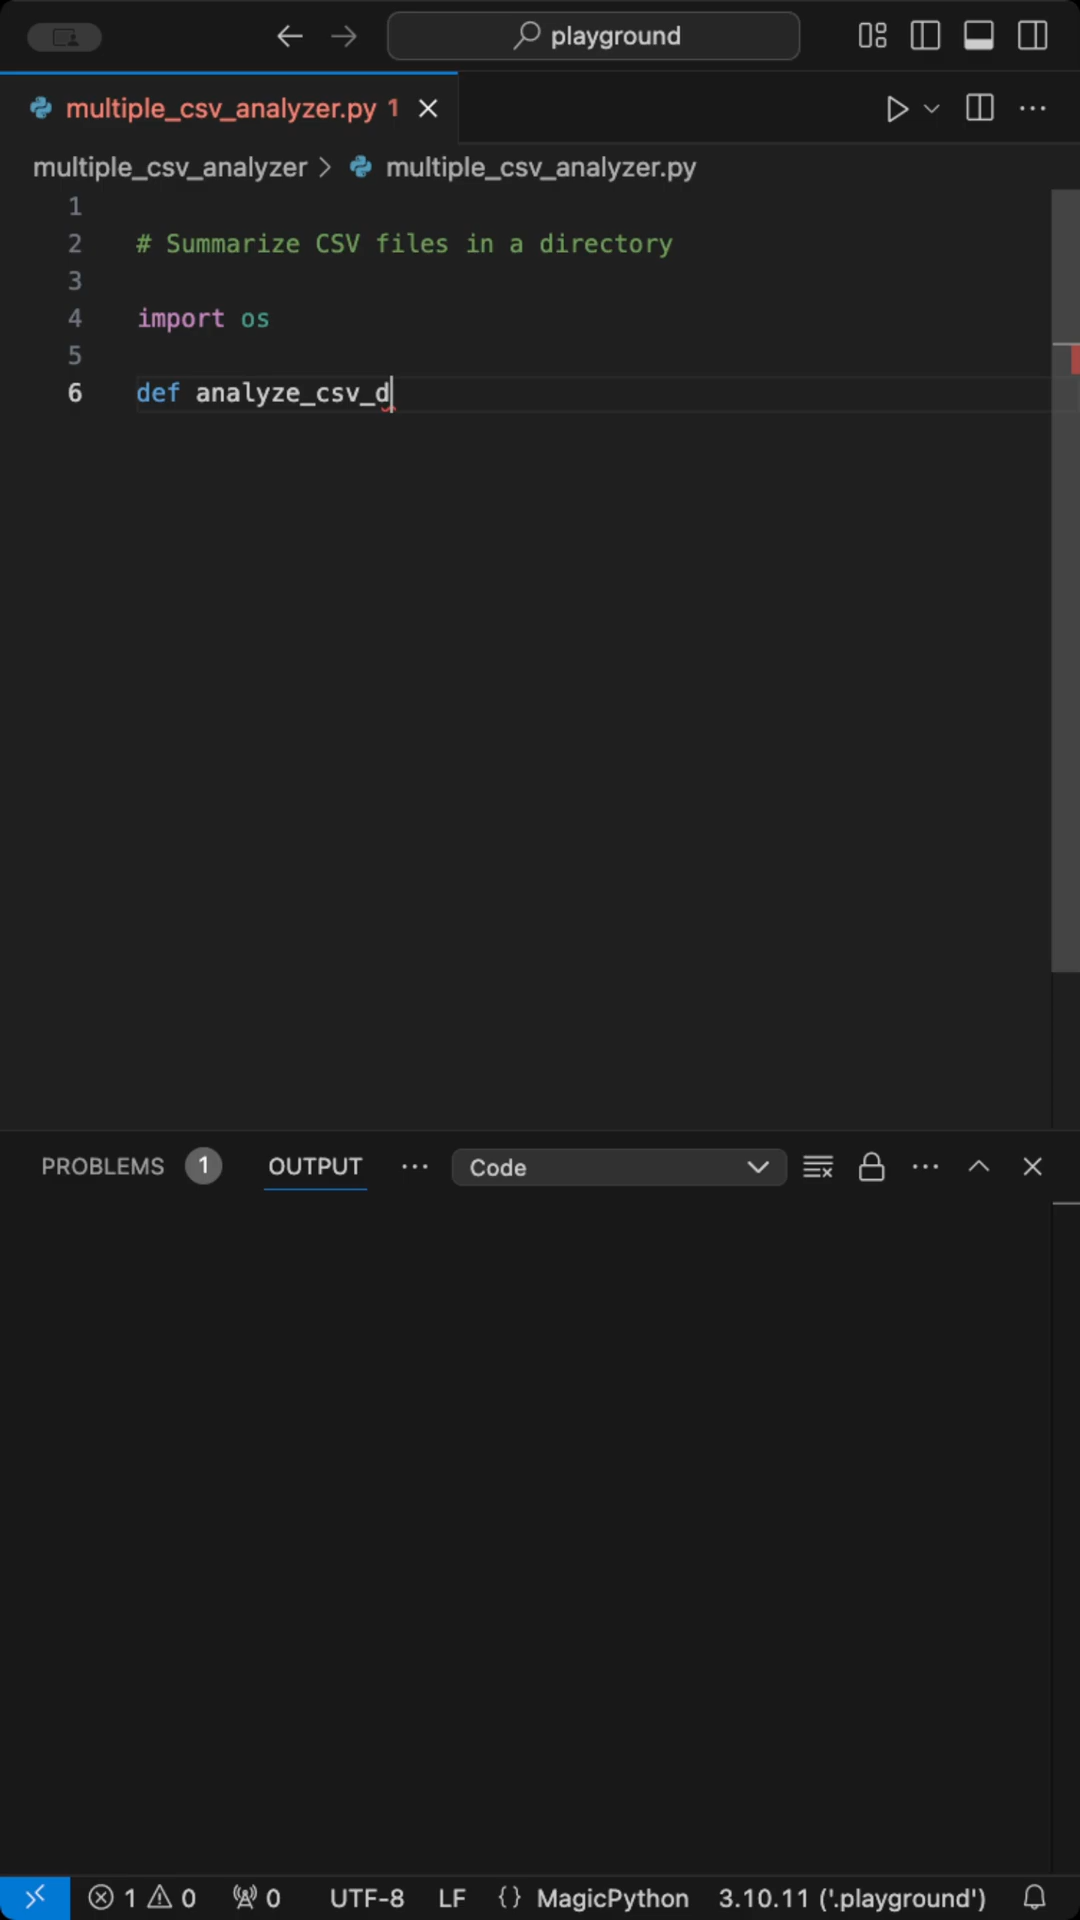 playground
multiple_csv_analyzer.py 1
multiple_csv_analyzer > multiple_csv_analyzer.py
1
2 # Summarize CSV files in a directory
3
4 import os
5
6 def analyze_csv_d
PROBLEMS 1 OUTPUT ... Code
1 0 0 UTF-8 LF {} MagicPython 3.10.11 ('.playground')